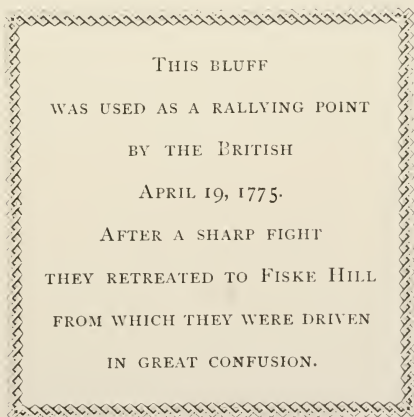 THIS BLUFF
WAS USED AS A RALLYING POINT
BY THE BRITISH
APRIL 19, 1775.
AFTER A SHARP FIGHT
THEY RETREATED TO FISKE HILL
FROM WHICH THEY WERE DRIVEN
IN GREAT CONFUSION.